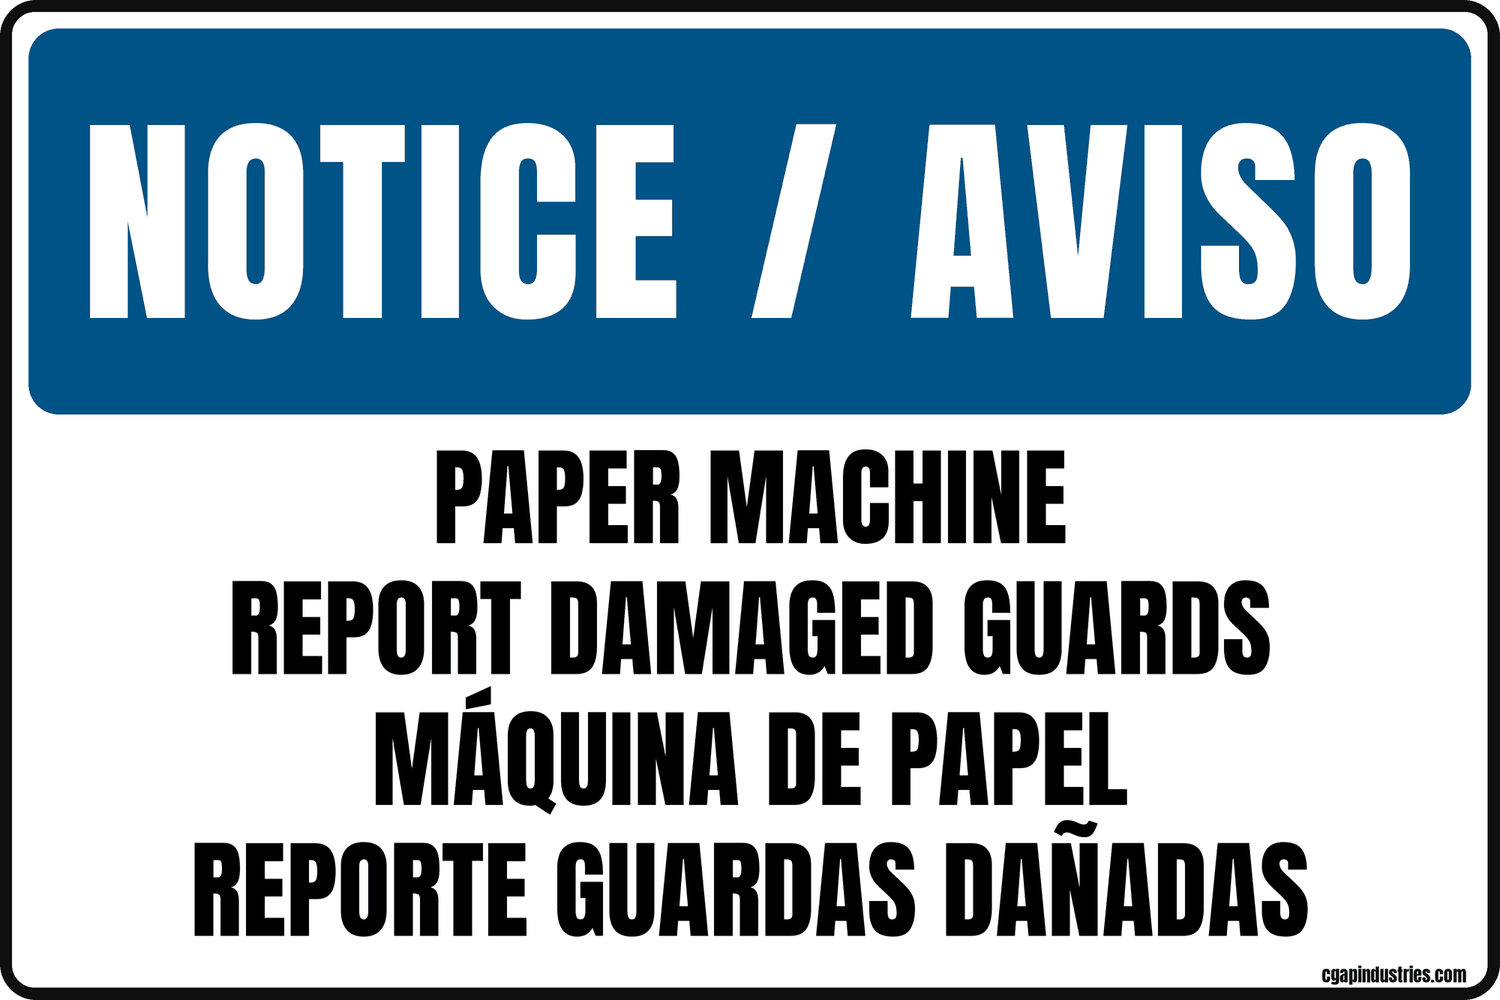 NOTICE / AVISO
PAPER MACHINE
REPORT DAMAGED GUARDS
MÁQUINA DE PAPEL
REPORTE GUARDAS DAÑADAS
cgapindustries.com